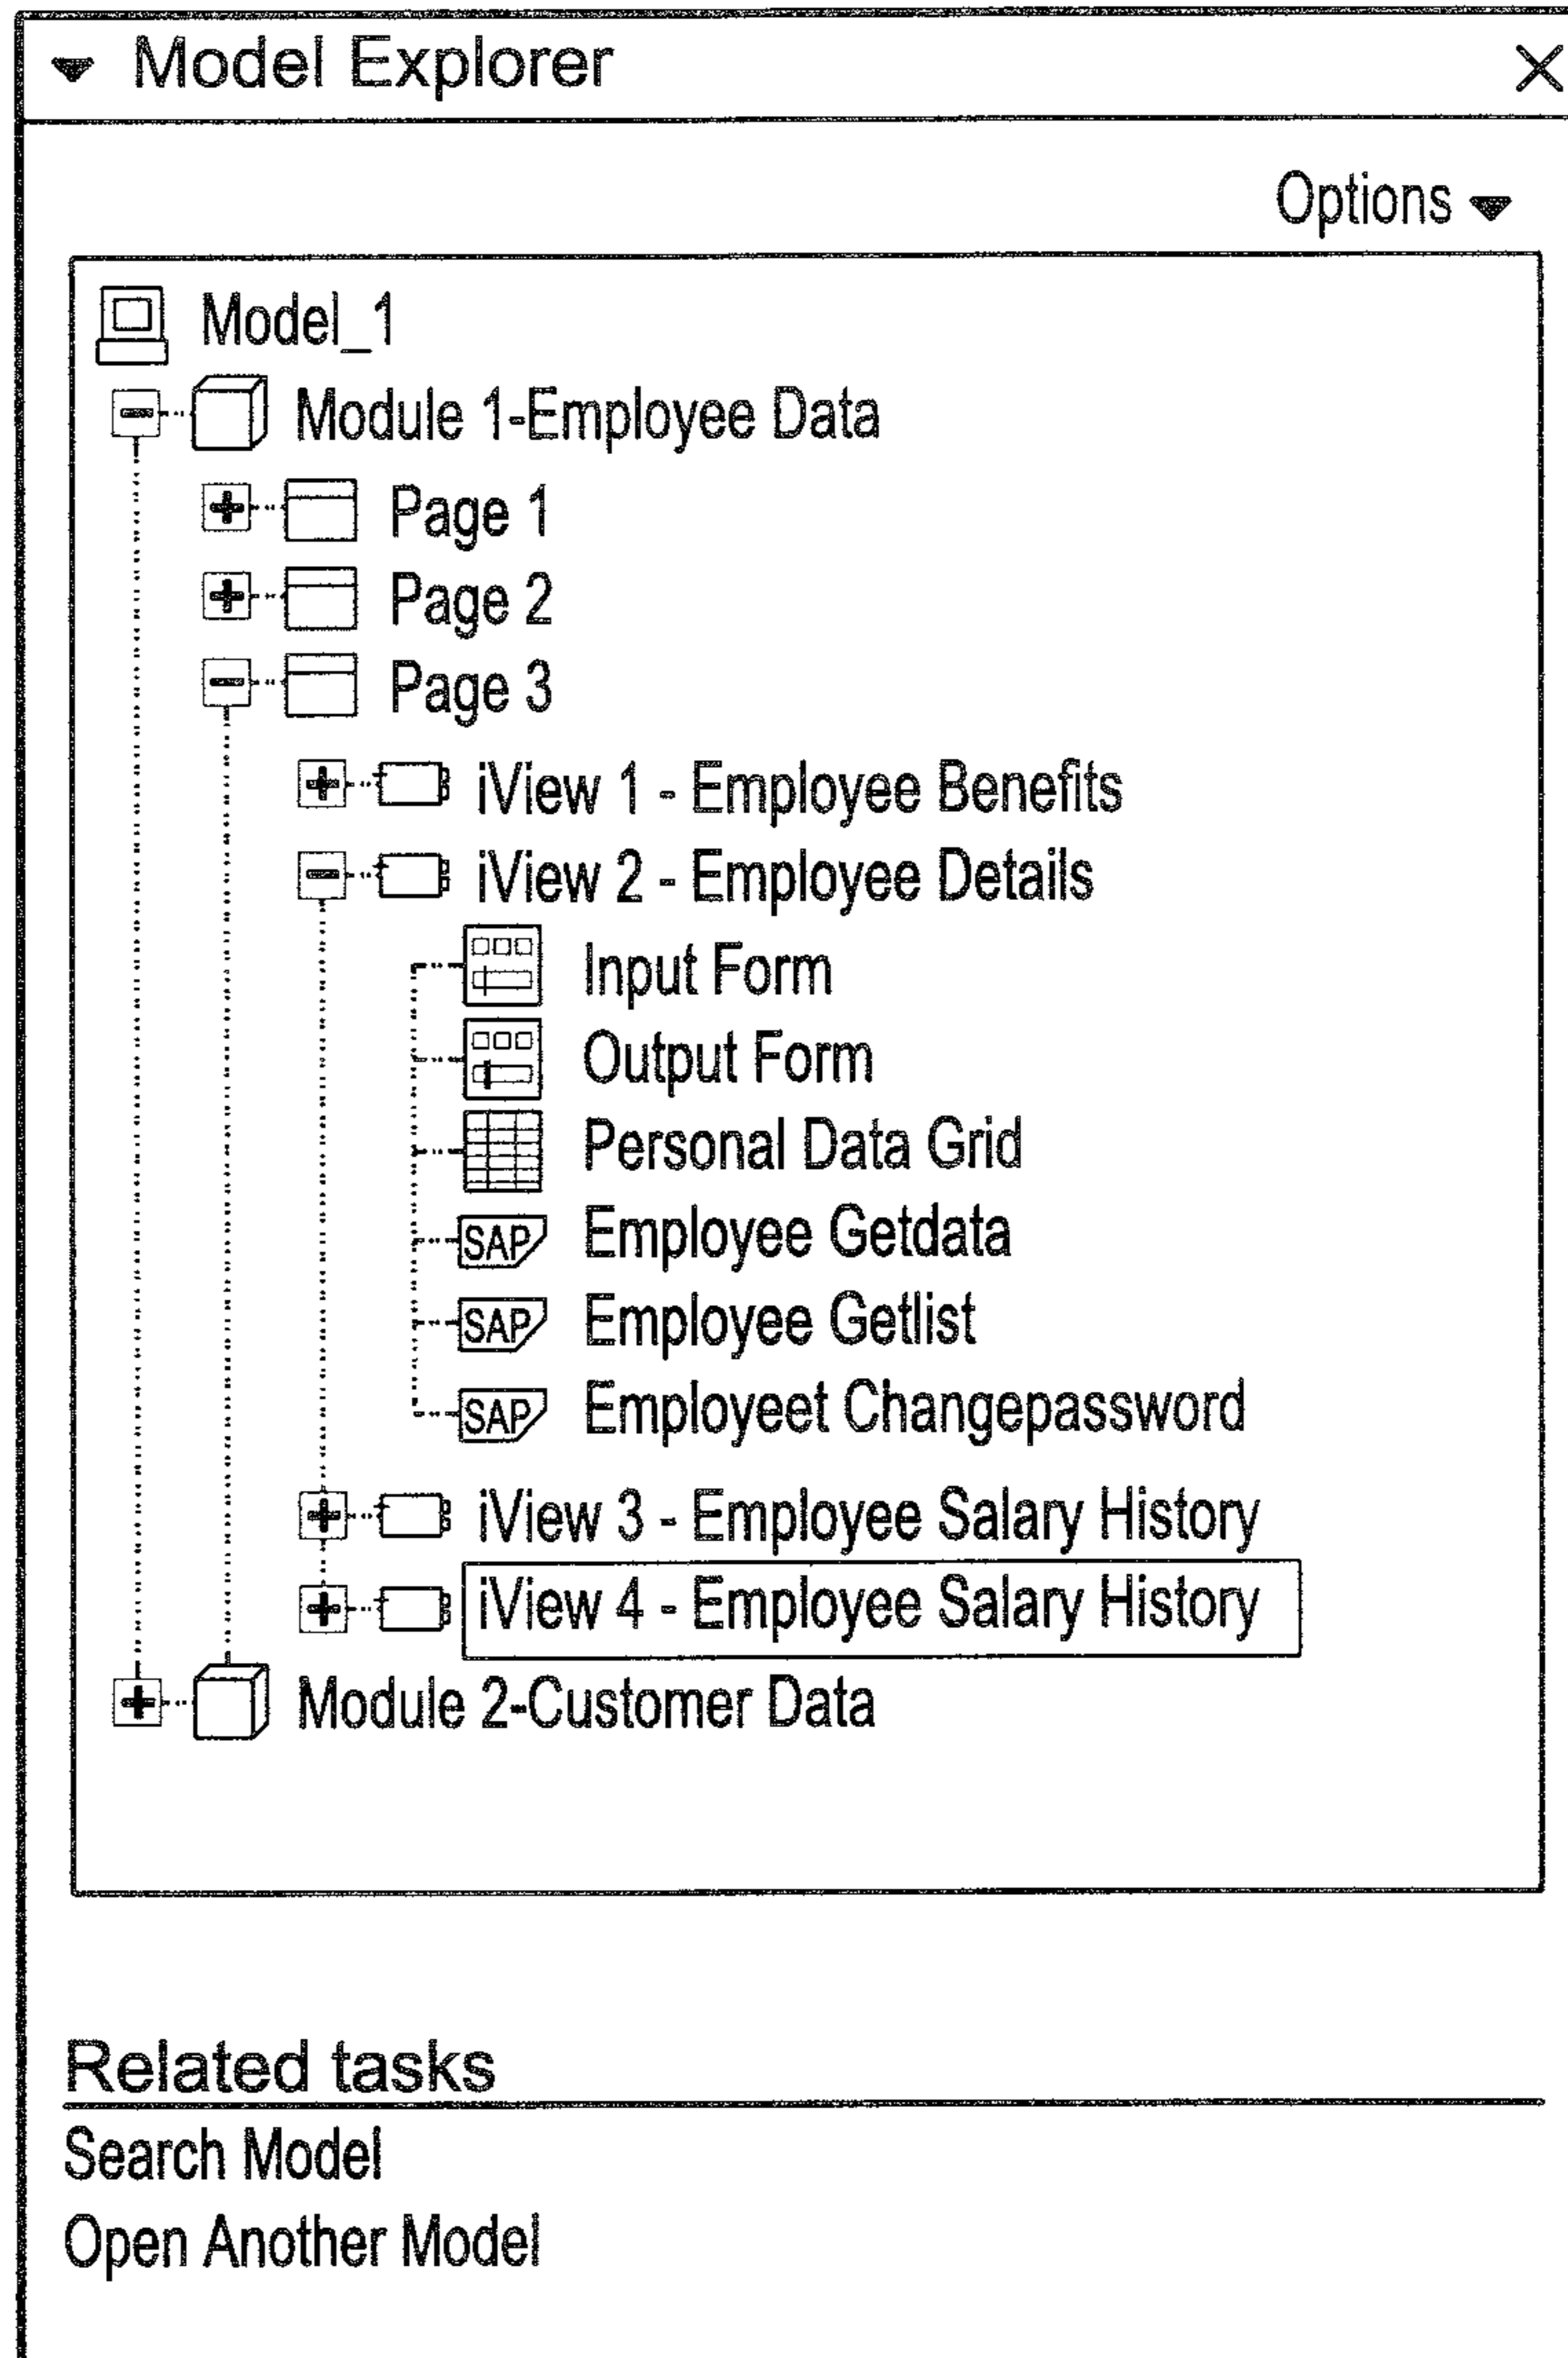 Model Explorer
Options
Model_1
Module 1-Employee Data
Page 1
Page 2
Page 3
iView 1 - Employee Benefits
iView 2 - Employee Details
Input Form
Output Form
Personal Data Grid
SAP Employee Getdata
SAP Employee Getlist
SAP Employeet Changepassword
iView 3 - Employee Salary History
iView 4 - Employee Salary History
Module 2-Customer Data
Related tasks
Search Model
Open Another Model